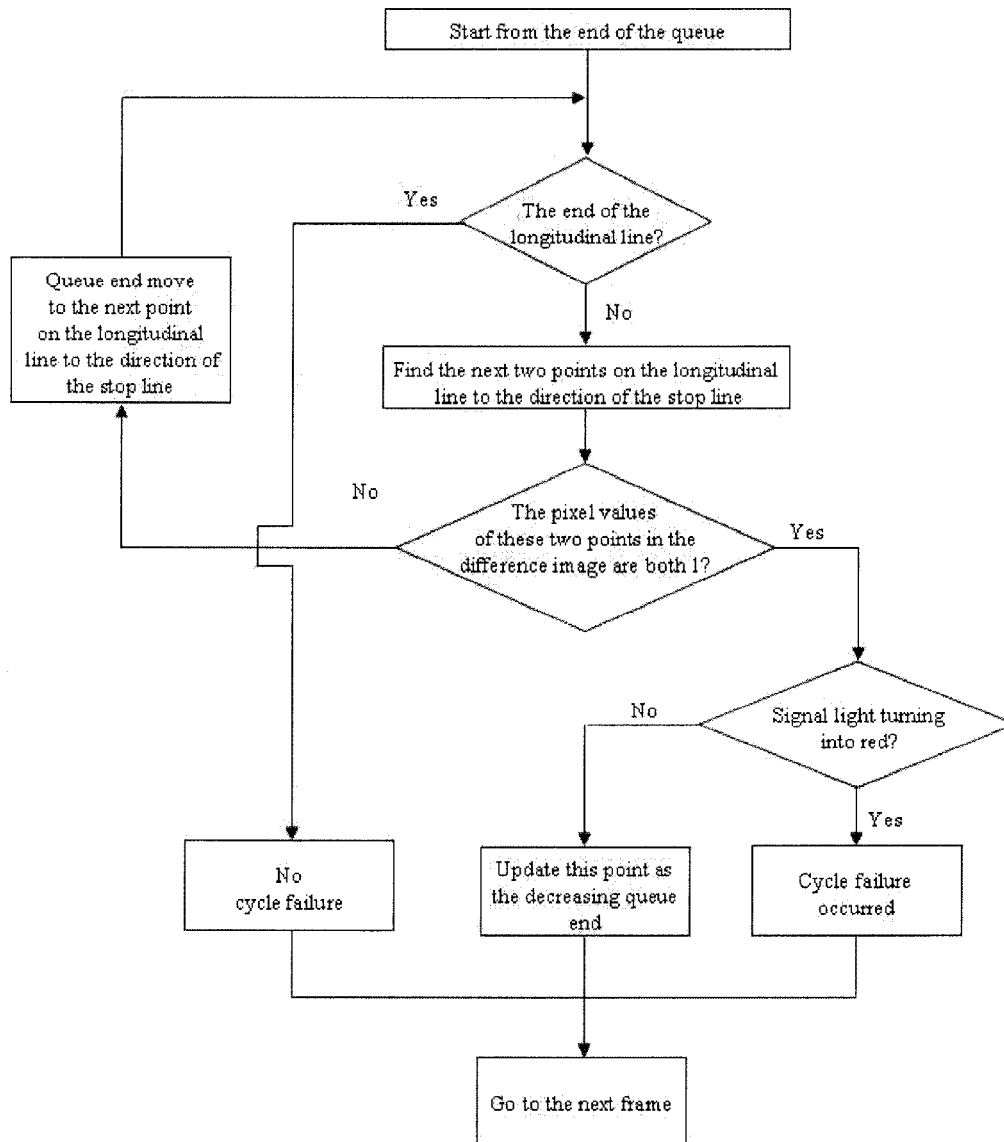 Start from the end of the queue
Yes
The end of the
longitudinal line?
Queue end move
to the next point
on the longitudinal
line to the direction of
the stop line
No
Find the next two points on the longitudinal
line to the direction of the stop line
No
The pixel values
of these two points in the
difference image are both 1?
Yes
No
Signal light turning
into red?
Yes
No
cycle failure
Update this point as
the decreasing queue
end
Cycle failure
occurred
Go to the next frame